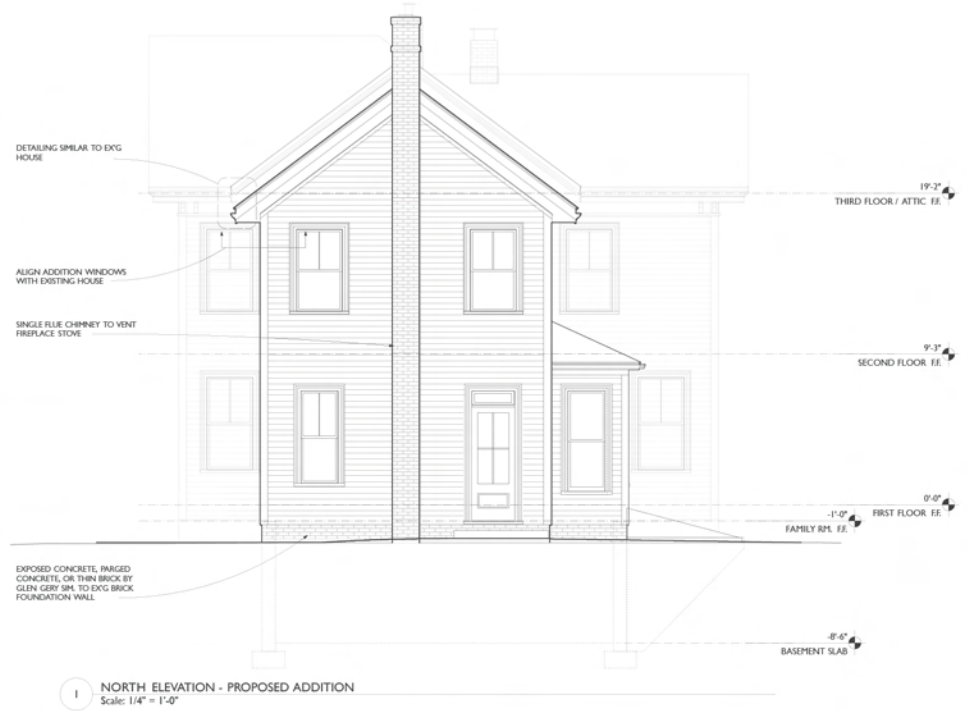 DETAILING SIMILAR TO EX'G
HOUSE
19'-2"
THIRD FLOOR / ATTIC F.F.
ALIGN ADDITION WINDOWS
WITH EXISTING HOUSE
SINGLE FLUE CHIMNEY TO VENT
FIREPLACE STOVE
9'-3"
SECOND FLOOR F.F.
0'-0"
FIRST FLOOR F.F.
-1'-0"
FAMILY RM. F.F.
EXPOSED CONCRETE, PARGED
CONCRETE, OR THIN BRICK BY
GLEN GERY SIM. TO EX'G BRICK
FOUNDATION WALL
-8'-6"
BASEMENT SLAB
1
NORTH ELEVATION - PROPOSED ADDITION
Scale: 1/4" = 1'-0"